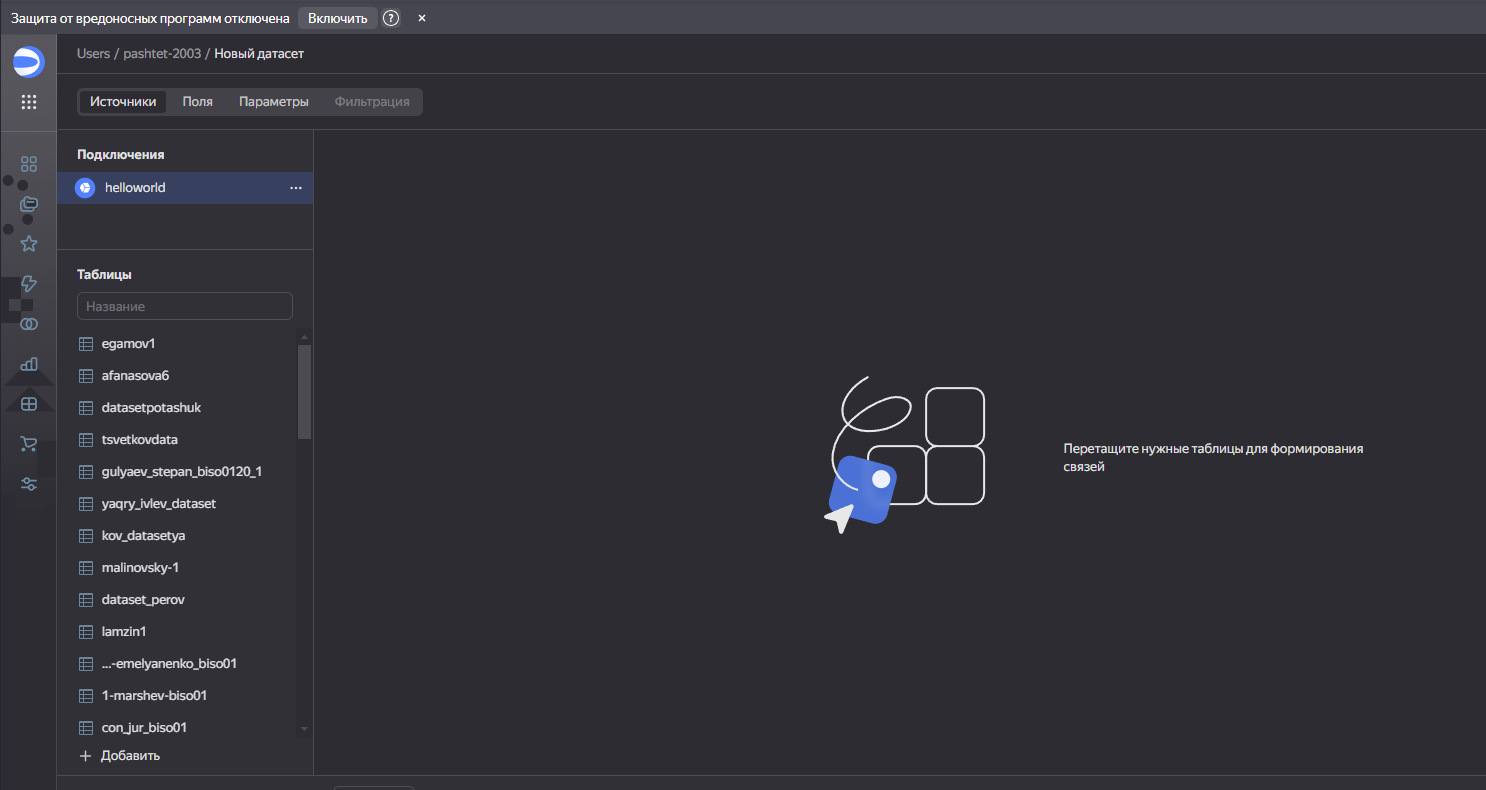 Защита от вредоносных программ отключена Включить ? ×
Users / pashtet-2003 / Новый датасет
Источники Поля Параметры Фильтрация
Подключения
helloworld ...
Таблицы
Название
egamov1
afanasova6
datasetpotashuk
tsvetkovdata
gulyaev_stepan_biso0120_1
yaqry_ivlev_dataset
kov_datasetya
malinovsky-1
dataset_perov
lamzin1
...-emelyanenko_biso01
1-marshev-biso01
con_jur_biso01
+ Добавить
Перетащите нужные таблицы для формирования
связей